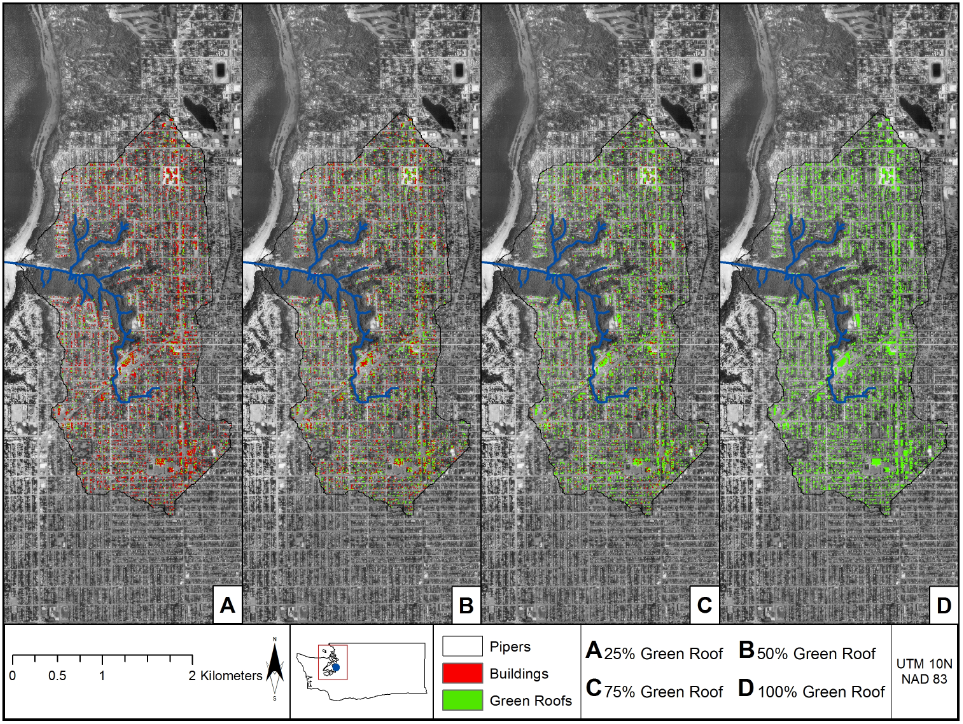 A
B
C
D
0 0.5 1 2 Kilometers
N
S
Pipers
Buildings
Green Roofs
A 25% Green Roof B 50% Green Roof
C 75% Green Roof D 100% Green Roof
UTM 10N
NAD 83